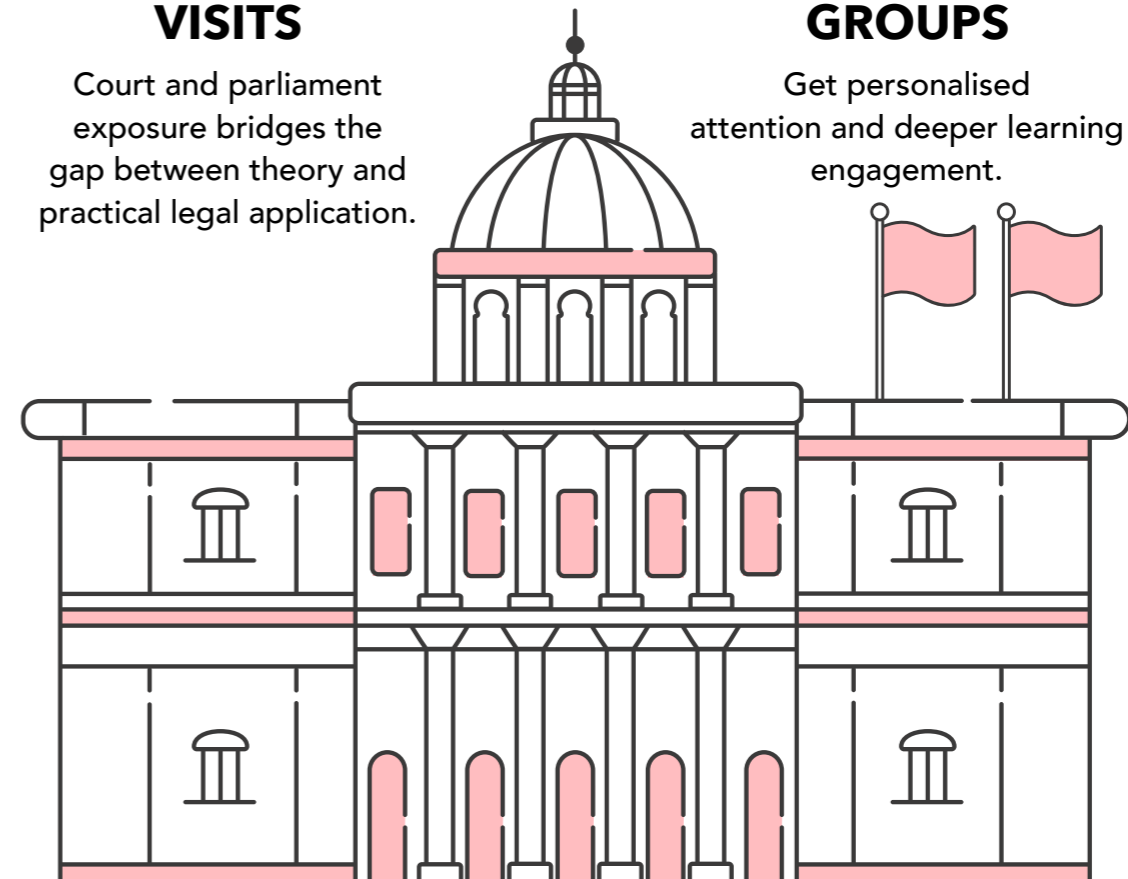 VISITS
Court and parliament
exposure bridges the
gap between theory and
practical legal application.
GROUPS
Get personalised
attention and deeper learning
engagement.